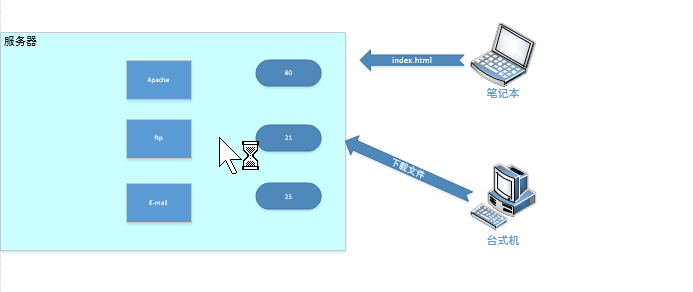 服务器
Apache
80
index.html
笔记本
ftp
21
下载文件
E-mail
25
台式机